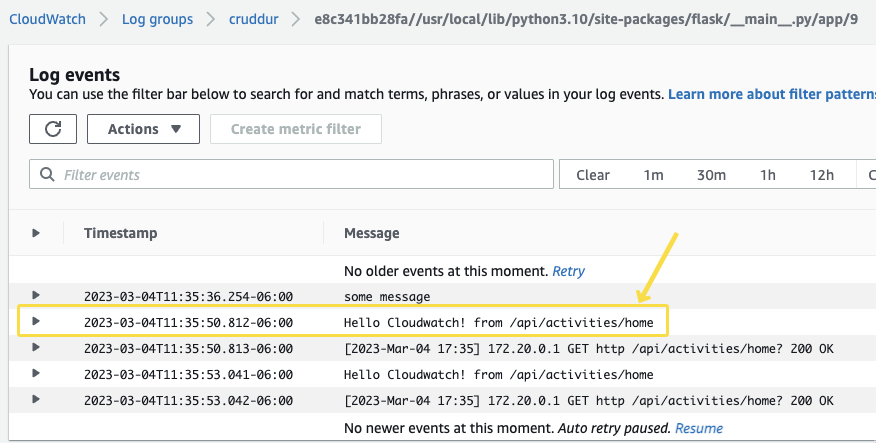 CloudWatch > Log groups > cruddur > e8c341bb28fa//usr/local/lib/python3.10/site-packages/flask/__main__.py/app/9
Log events
You can use the filter bar below to search for and match terms, phrases, or values in your log events. Learn more about filter patterns
Actions ▼ Create metric filter
Filter events Clear 1m 30m 1h 12h C
Timestamp Message
No older events at this moment. Retry
2023-03-04T11:35:36.254-06:00 some message
2023-03-04T11:35:50.812-06:00 Hello Cloudwatch! from /api/activities/home
2023-03-04T11:35:50.813-06:00 [2023-Mar-04 17:35] 172.20.0.1 GET http /api/activities/home? 200 OK
2023-03-04T11:35:53.041-06:00 Hello Cloudwatch! from /api/activities/home
2023-03-04T11:35:53.042-06:00 [2023-Mar-04 17:35] 172.20.0.1 GET http /api/activities/home? 200 OK
No newer events at this moment. Auto retry paused. Resume